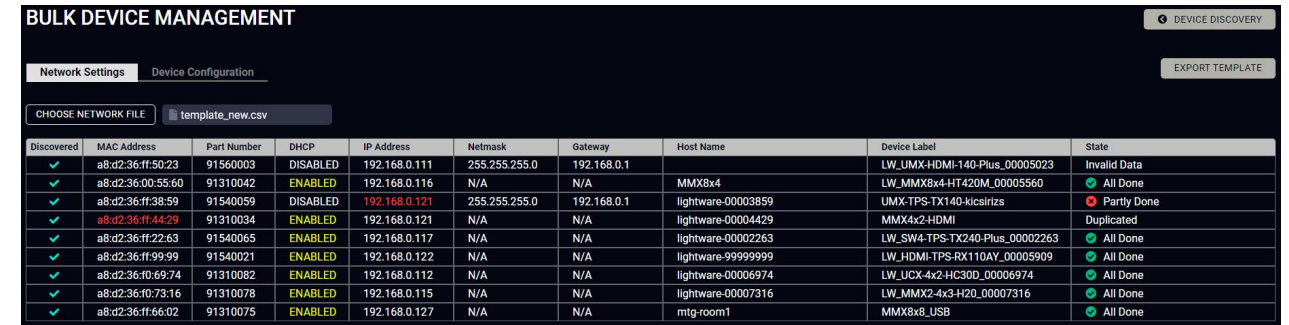 BULK DEVICE MANAGEMENT
DEVICE DISCOVERY
Network Settings Device Configuration
EXPORT TEMPLATE
CHOOSE NETWORK FILE template_new.csv
Discovered MAC Address Part Number DHCP IP Address Netmask Gateway Host Name Device Label State
a8:d2:36:ff:50:23 91560003 DISABLED 192.168.0.111 255.255.255.0 192.168.0.1 LW_UMX-HDMI-140-Plus_00005023 Invalid Data
a8:d2:36:00:55:60 91310042 ENABLED 192.168.0.116 N/A N/A MMX8x4 LW_MMX8x4-HT420M_00005560 All Done
a8:d2:36:ff:38:59 91540059 DISABLED 192.168.0.121 255.255.255.0 192.168.0.1 lightware-00003859 UMX-TPS-TX140-kicsirizs Partly Done
a8:d2:36:ff:44:29 91310034 ENABLED 192.168.0.121 N/A N/A lightware-00004429 MMX4x2-HDMI Duplicated
a8:d2:36:ff:22:63 91540065 ENABLED 192.168.0.117 N/A N/A lightware-00002263 LW_SW4-TPS-TX240-Plus_00002263 All Done
a8:d2:36:ff:99:99 91540021 ENABLED 192.168.0.122 N/A N/A lightware-99999999 LW_HDMI-TPS-RX110AY_00005909 All Done
a8:d2:36:f0:69:74 91310082 ENABLED 192.168.0.112 N/A N/A lightware-00006974 LW_UCX-4x2-HC30D_00006974 All Done
a8:d2:36:f0:73:16 91310078 ENABLED 192.168.0.115 N/A N/A lightware-00007316 LW_MMX2-4x3-H20_00007316 All Done
a8:d2:36:ff:66:02 91310075 ENABLED 192.168.0.127 N/A N/A mtg-room1 MMX8x8_USB All Done